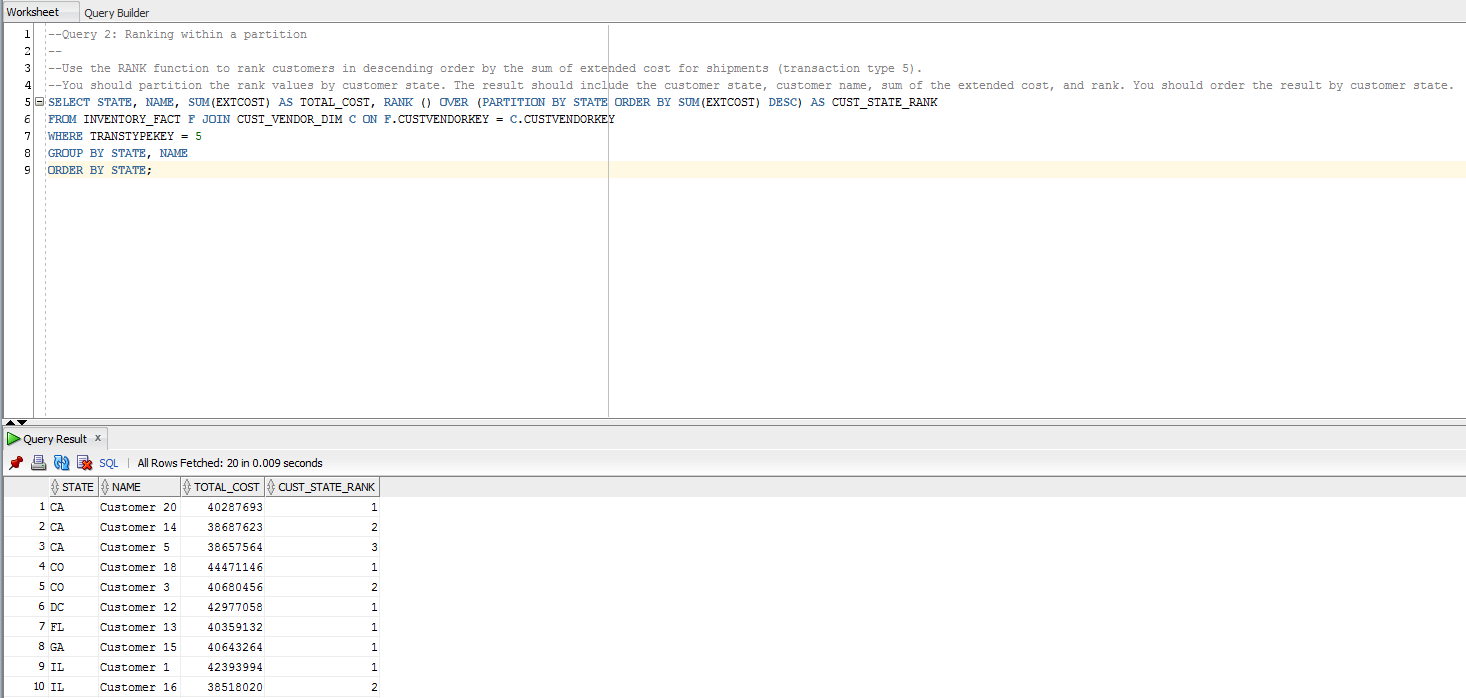 Worksheet Query Builder
1 --Query 2: Ranking within a partition
2 --
3 --Use the RANK function to rank customers in descending order by the sum of extended cost for shipments (transaction type 5).
4 --You should partition the rank values by customer state. The result should include the customer state, customer name, sum of the extended cost, and rank. You should order the result by customer state.
5 SELECT STATE, NAME, SUM(EXTCOST) AS TOTAL_COST, RANK () OVER (PARTITION BY STATE ORDER BY SUM(EXTCOST) DESC) AS CUST_STATE_RANK
6 FROM INVENTORY_FACT F JOIN CUST_VENDOR_DIM C ON F.CUSTVENDORKEY = C.CUSTVENDORKEY
7 WHERE TRANSTYPEKEY = 5
8 GROUP BY STATE, NAME
9 ORDER BY STATE;
Query Result x
SQL | All Rows Fetched: 20 in 0.009 seconds
STATE NAME TOTAL_COST CUST_STATE_RANK
1 CA Customer 20 40287693 1
2 CA Customer 14 38687623 2
3 CA Customer 5 38657564 3
4 CO Customer 18 44471146 1
5 CO Customer 3 40680456 2
6 DC Customer 12 42977058 1
7 FL Customer 13 40359132 1
8 GA Customer 15 40643264 1
9 IL Customer 1 42393994 1
10 IL Customer 16 38518020 2